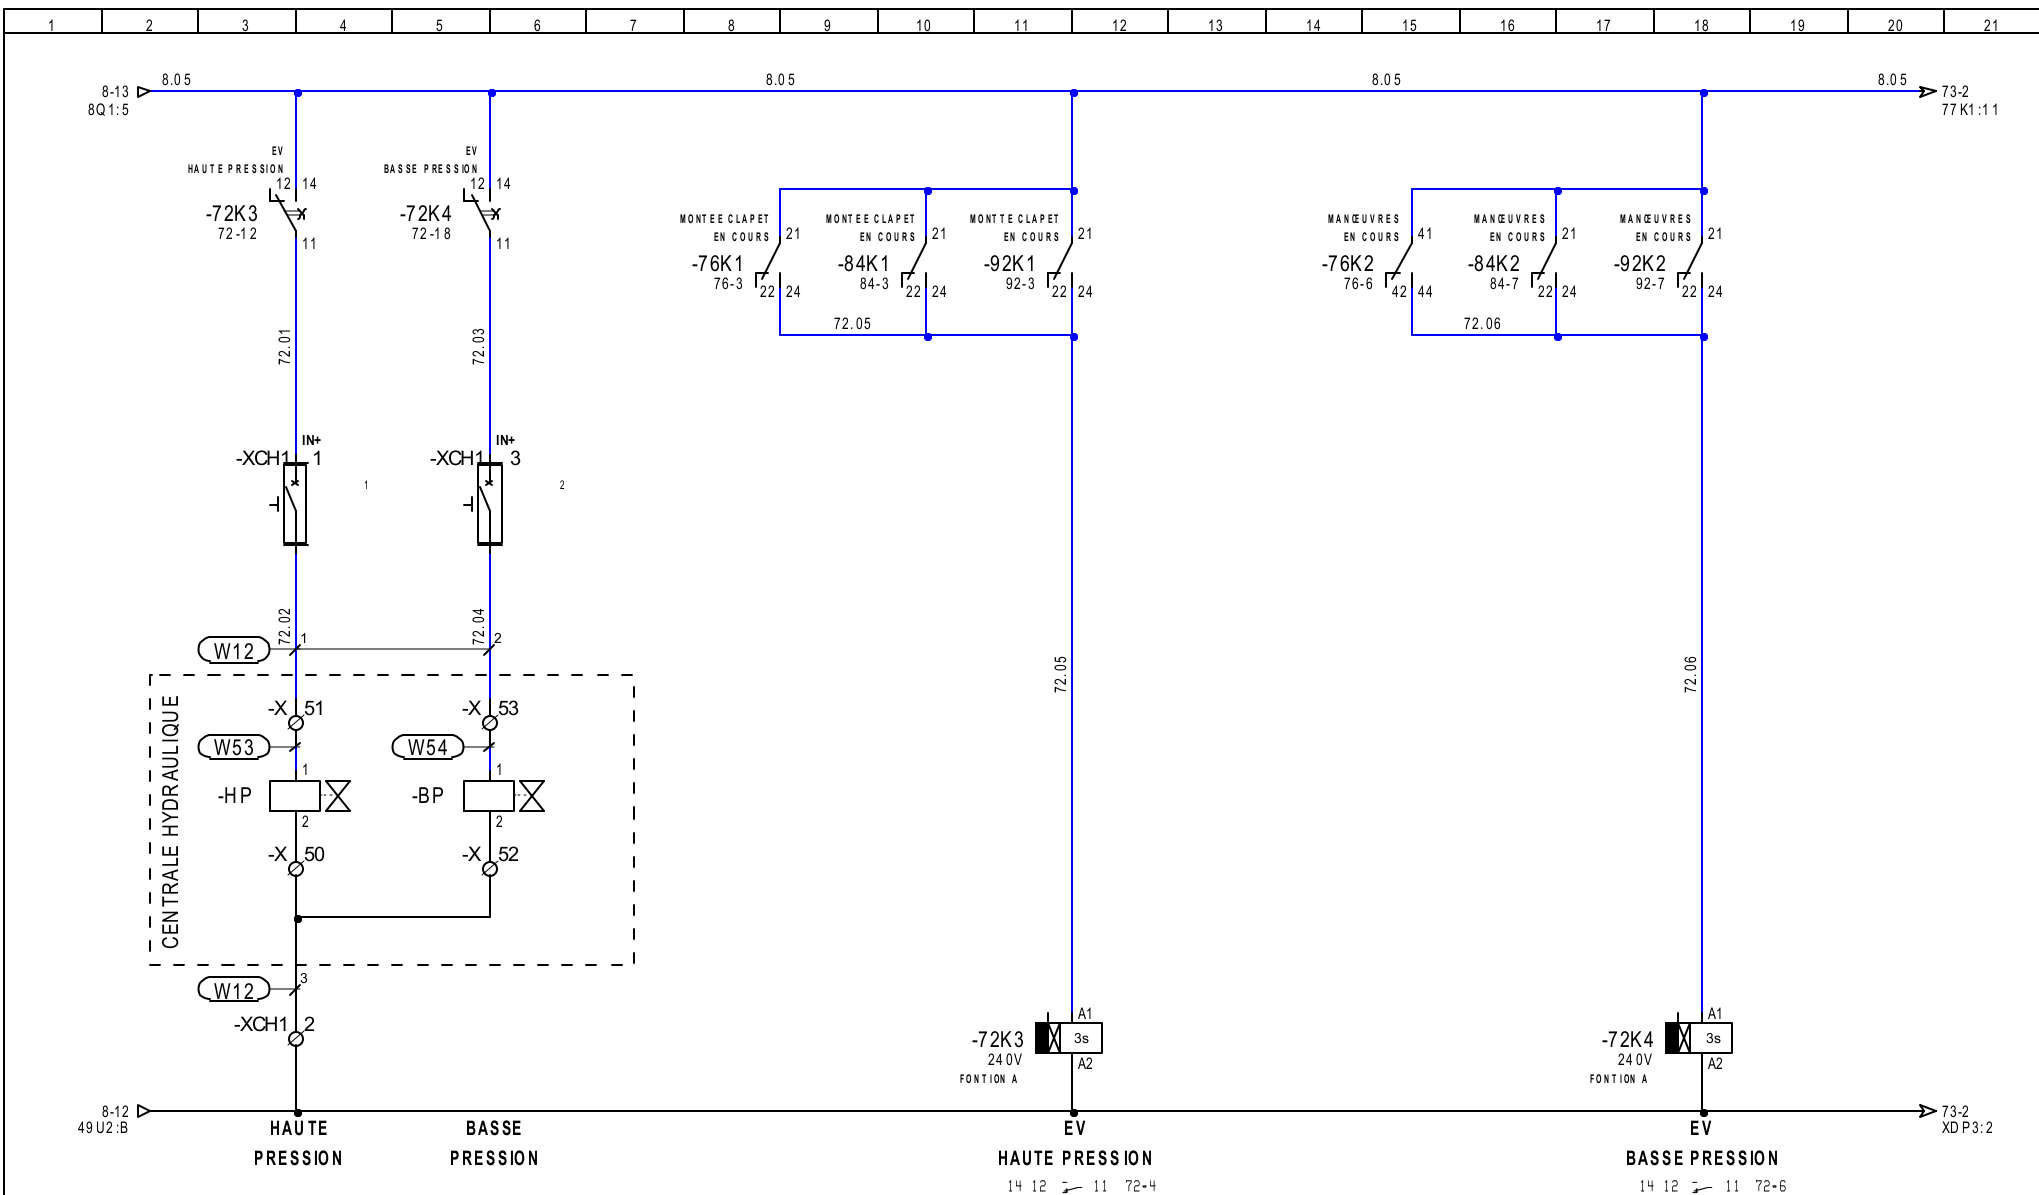 1 2 3 4 5 6 7 8 9 10 11 12 13 14 15 16 17 18 19 20 21
8.05 8.05 8.05 8.05
8-13
8Q1:5
73-2
77K1:11
EV
HAUTE PRESSION
12 14
-72K3
72-12
11
EV
BASSE PRESSION
12 14
-72K4
72-18
11
MONTEE CLAPET
EN COURS
21
-76K1
76-3
22 24
MONTEE CLAPET
EN COURS
21
-84K1
84-3
22 24
MONTTE CLAPET
EN COURS
21
-92K1
92-3
22 24
MANŒUVRES
EN COURS
41
-76K2
76-6
42 44
MANŒUVRES
EN COURS
21
-84K2
84-7
22 24
MANŒUVRES
EN COURS
21
-92K2
92-7
22 24
72.01
72.03
72.05
72.06
IN+
-XCH1 1
1
IN+
-XCH1 3
2
72.02
72.04
W12
1
2
72.05
72.06
CENTRALE HYDRAULIQUE
-X 51
-X 53
W53
W54
1
-HP
2
1
-BP
2
-X 50
-X 52
W12
3
-XCH1 2
A1
-72K3
3s
240V
A2
FONTION A
A1
-72K4
3s
240V
A2
FONTION A
8-12
49U2:B
73-2
XDP3:2
HAUTE
PRESSION
BASSE
PRESSION
EV
HAUTE PRESSION
14 12 11 72-4
EV
BASSE PRESSION
14 12 11 72-6